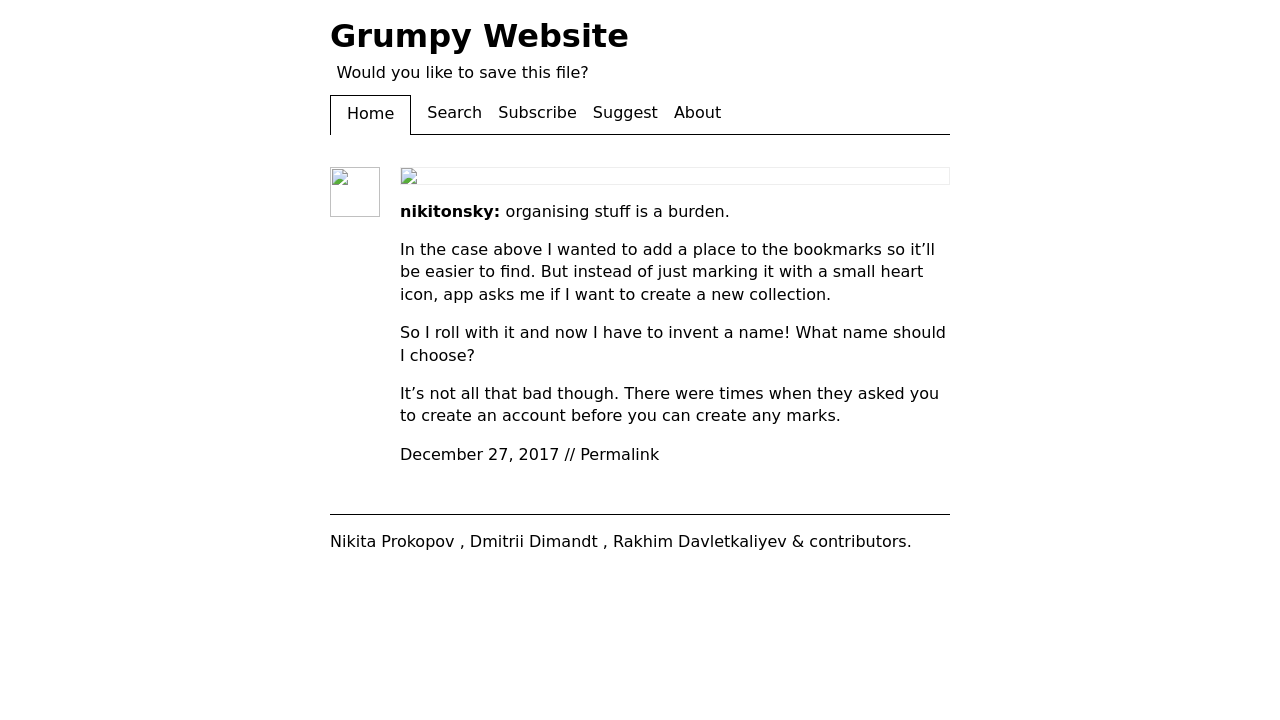 Grumpy Website
Would you like to save this file?
Home Search Subscribe Suggest About
nikitonsky: organising stuff is a burden.
In the case above I wanted to add a place to the bookmarks so it’ll
be easier to find. But instead of just marking it with a small heart
icon, app asks me if I want to create a new collection.
So I roll with it and now I have to invent a name! What name should
I choose?
It’s not all that bad though. There were times when they asked you
to create an account before you can create any marks.
December 27, 2017 // Permalink
Nikita Prokopov , Dmitrii Dimandt , Rakhim Davletkaliyev & contributors.